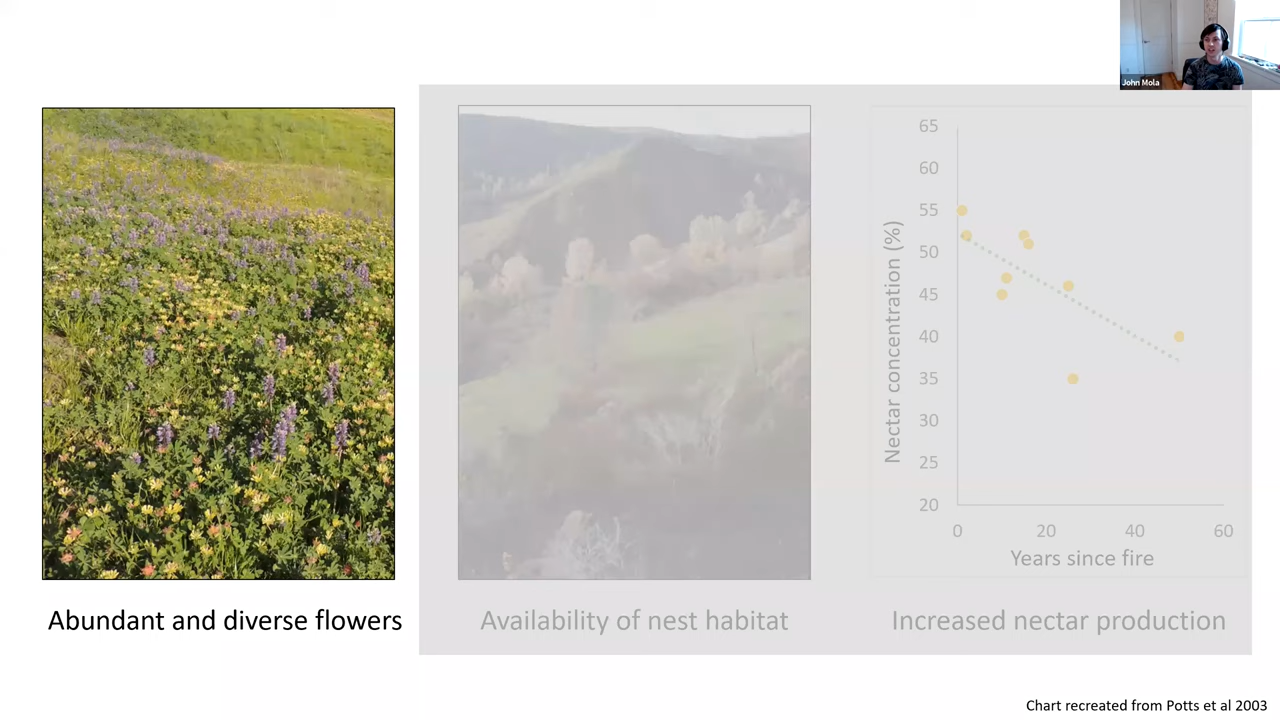 John Mola
65
60
55
50
45
40
35
30
25
20
Nectar concentration (%)
0 20 40 60
Years since fire
Abundant and diverse flowers
Availability of nest habitat
Increased nectar production
Chart recreated from Potts et al 2003